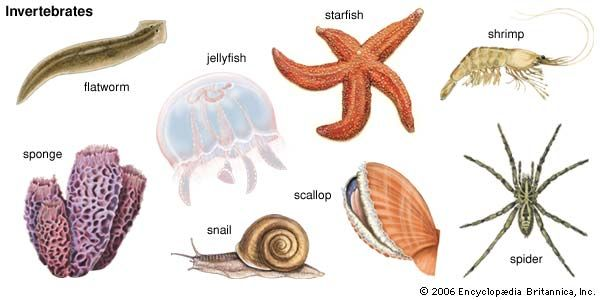 Invertebrates
flatworm
jellyfish
starfish
shrimp
sponge
snail
scallop
spider
© 2006 Encyclopædia Britannica, Inc.